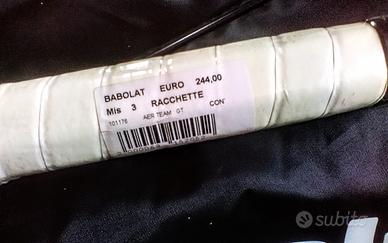 BABOLAT EURO 244,00
Mis 3 RACCHETTE
101176 AER TEAM GT CON
subito